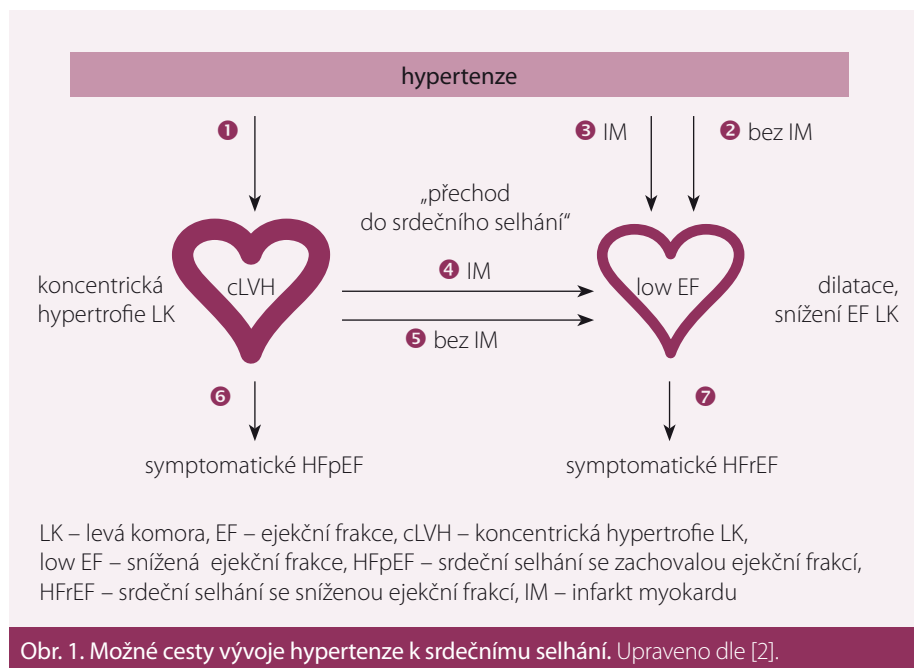 hypertenze
❶
❸ IM
❷ bez IM
„přechod
do srdečního selhání“
koncentrická
hypertrofie LK
cLVH
❹ IM
❺ bez IM
low EF
dilatace,
snížení EF LK
❻
❼
symptomatické HFpEF
symptomatické HFrEF
LK – levá komora, EF – ejekční frakce, cLVH – koncentrická hypertrofie LK,
low EF – snížená ejekční frakce, HFpEF – srdeční selhání se zachovalou ejekční frakcí,
HFrEF – srdeční selhání se sníženou ejekční frakcí, IM – infarkt myokardu
Obr. 1. Možné cesty vývoje hypertenze k srdečnímu selhání. Upraveno dle [2].